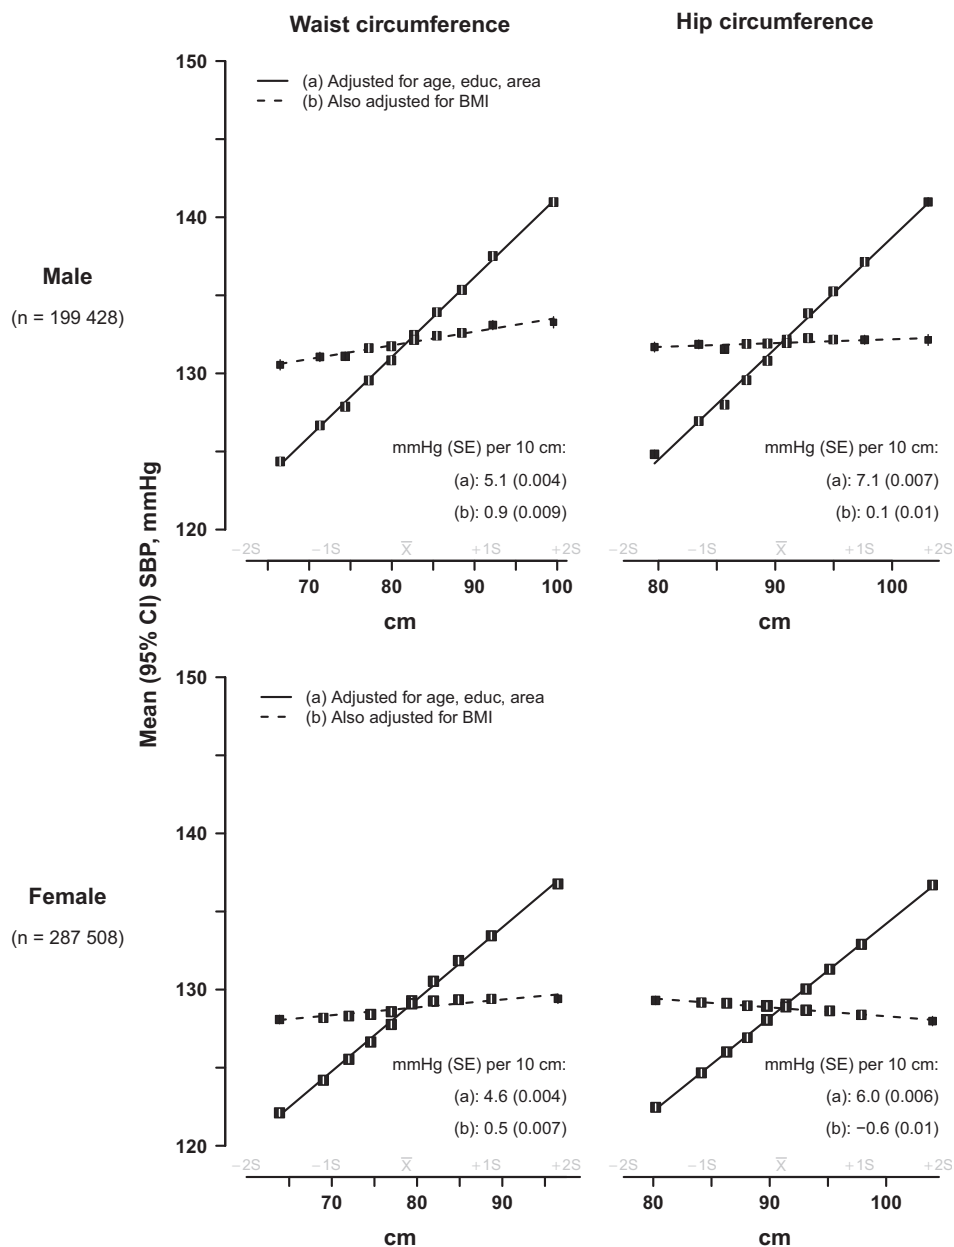 Waist circumference
Hip circumference
Male
(n = 199 428)
Female
(n = 287 508)
Mean (95% CI) SBP, mmHg
150
140
130
120
(a) Adjusted for age, educ, area
(b) Also adjusted for BMI
mmHg (SE) per 10 cm:
(a): 5.1 (0.004)
(b): 0.9 (0.009)
−2S −1S X̅ +1S +2S
70 80 90 100
cm
mmHg (SE) per 10 cm:
(a): 7.1 (0.007)
(b): 0.1 (0.01)
−2S −1S X̅ +1S +2S
80 90 100
cm
150
140
130
120
(a) Adjusted for age, educ, area
(b) Also adjusted for BMI
mmHg (SE) per 10 cm:
(a): 4.6 (0.004)
(b): 0.5 (0.007)
−2S −1S X̅ +1S +2S
70 80 90
cm
mmHg (SE) per 10 cm:
(a): 6.0 (0.006)
(b): −0.6 (0.01)
−2S −1S X̅ +1S +2S
80 90 100
cm